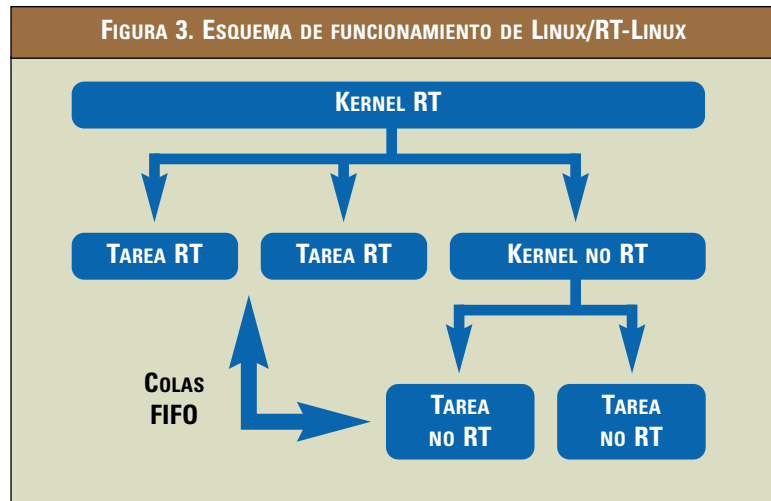 FIGURA 3. ESQUEMA DE FUNCIONAMIENTO DE LINUX/RT-LINUX
KERNEL RT
TAREA RT
TAREA RT
KERNEL NO RT
COLAS
FIFO
TAREA
NO RT
TAREA
NO RT